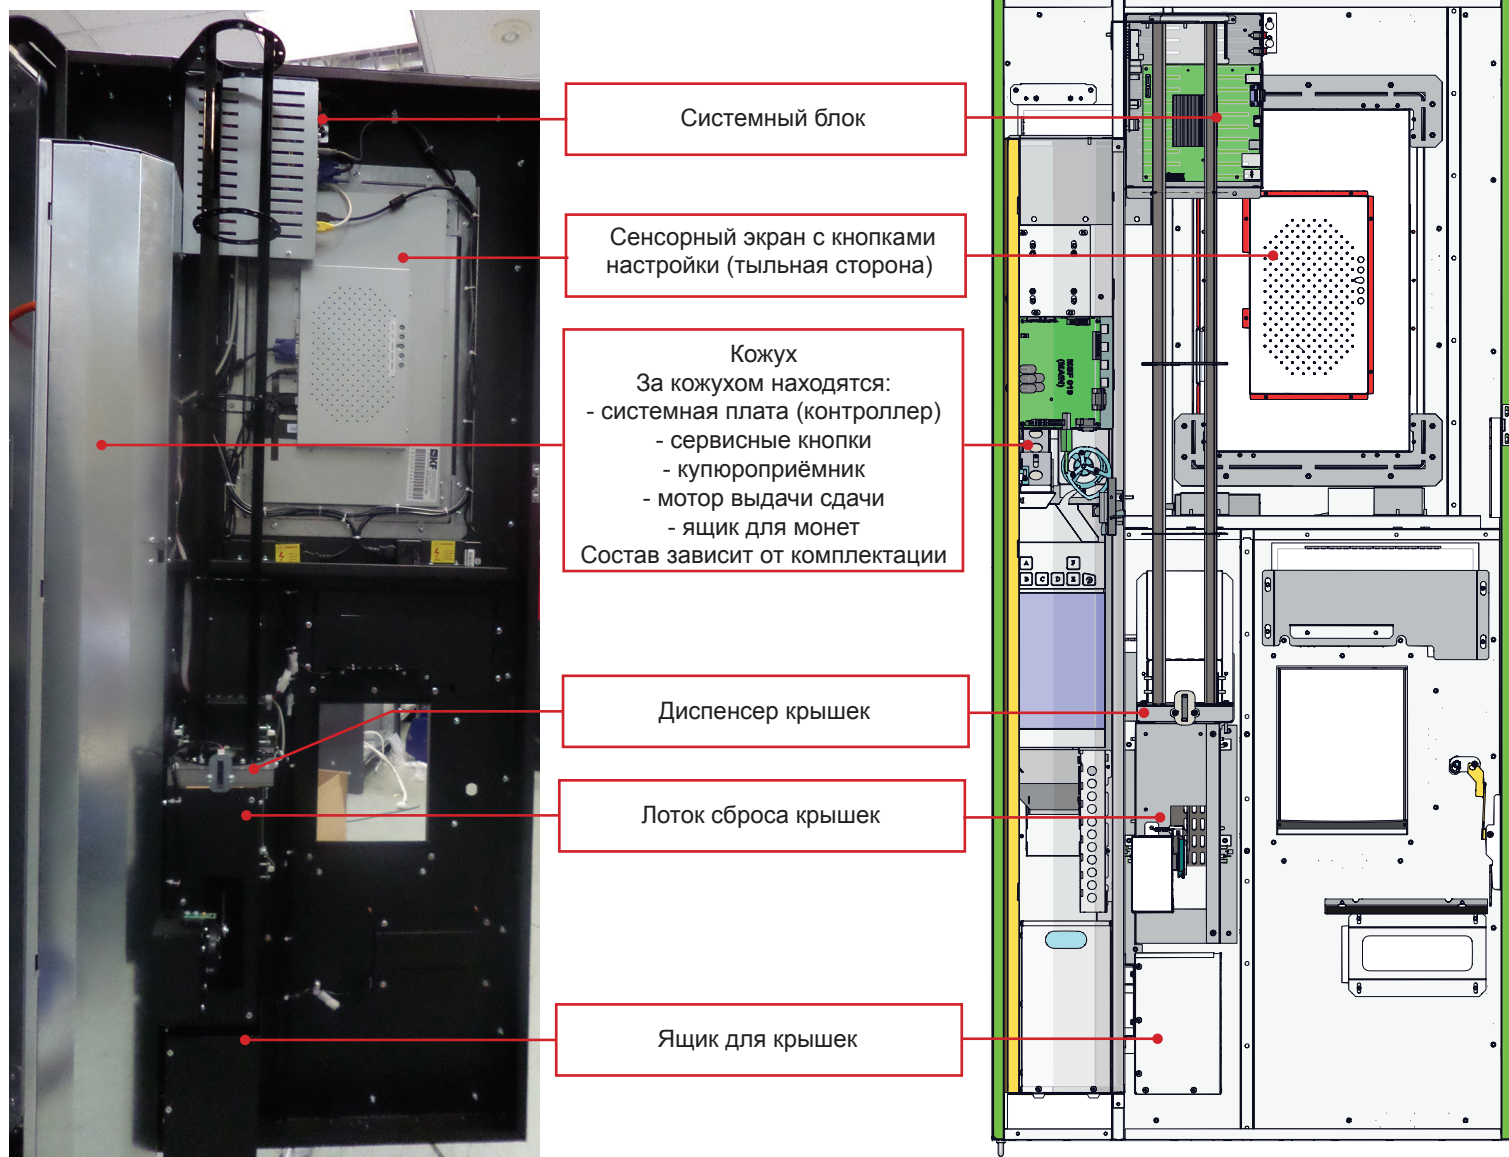 Системный блок
Сенсорный экран с кнопками
настройки (тыльная сторона)
Кожух
За кожухом находятся:
- системная плата (контроллер)
- сервисные кнопки
- купюроприёмник
- мотор выдачи сдачи
- ящик для монет
Состав зависит от комплектации
Диспенсер крышек
Лоток сброса крышек
Ящик для крышек